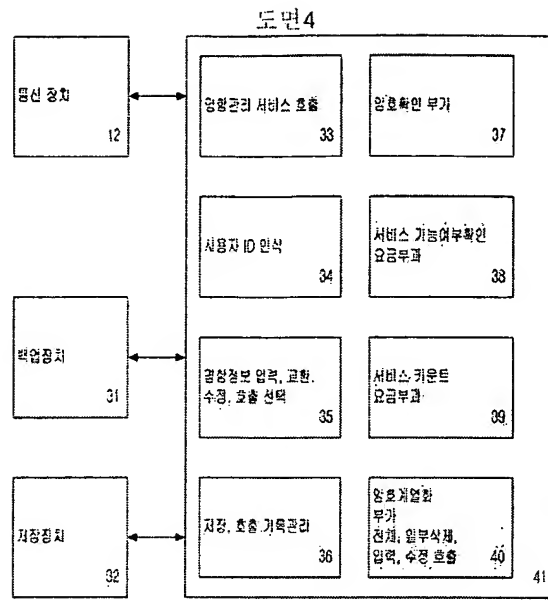 도면4
통신 장치
12
백업장치
31
저장장치
32
명함관리 서비스 호출
33
암호확인 부가
37
사용자 ID 인식
34
서비스 가능여부확인
요금부과
38
명함정보 입력, 교환,
수정, 호출 선택
35
서비스 카운트
요금부과
39
저장, 호출 기록관리
36
암호계열화
부가
전체, 일부삭제,
입력, 수정 호출
40
41